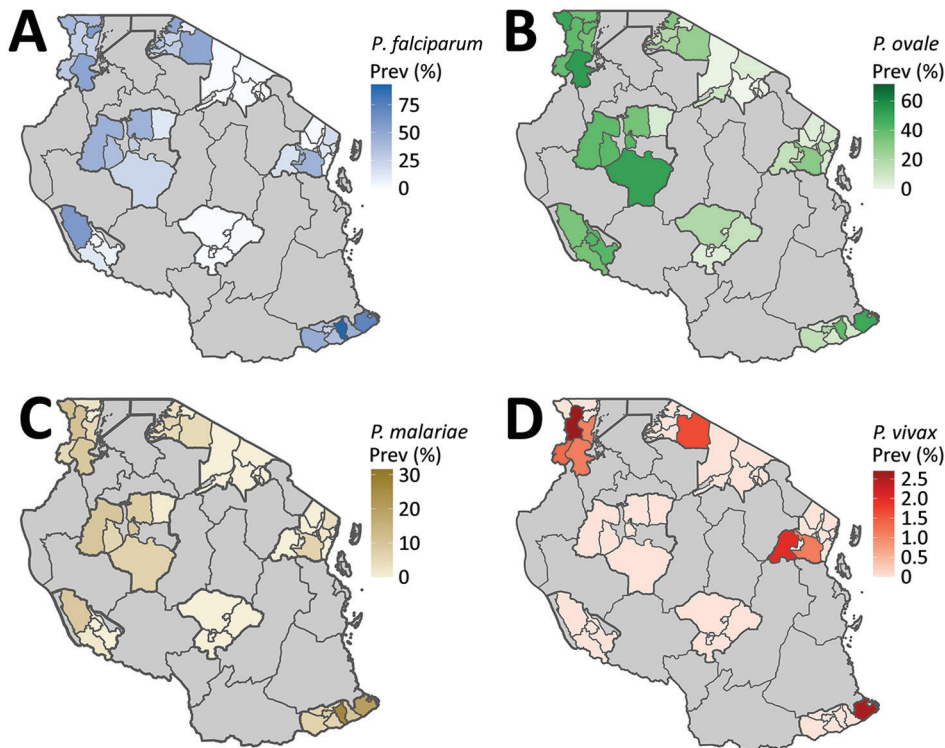 A
P. falciparum
Prev (%)
75
50
25
0
B
P. ovale
Prev (%)
60
40
20
0
C
P. malariae
Prev (%)
30
20
10
0
D
P. vivax
Prev (%)
2.5
2.0
1.5
1.0
0.5
0